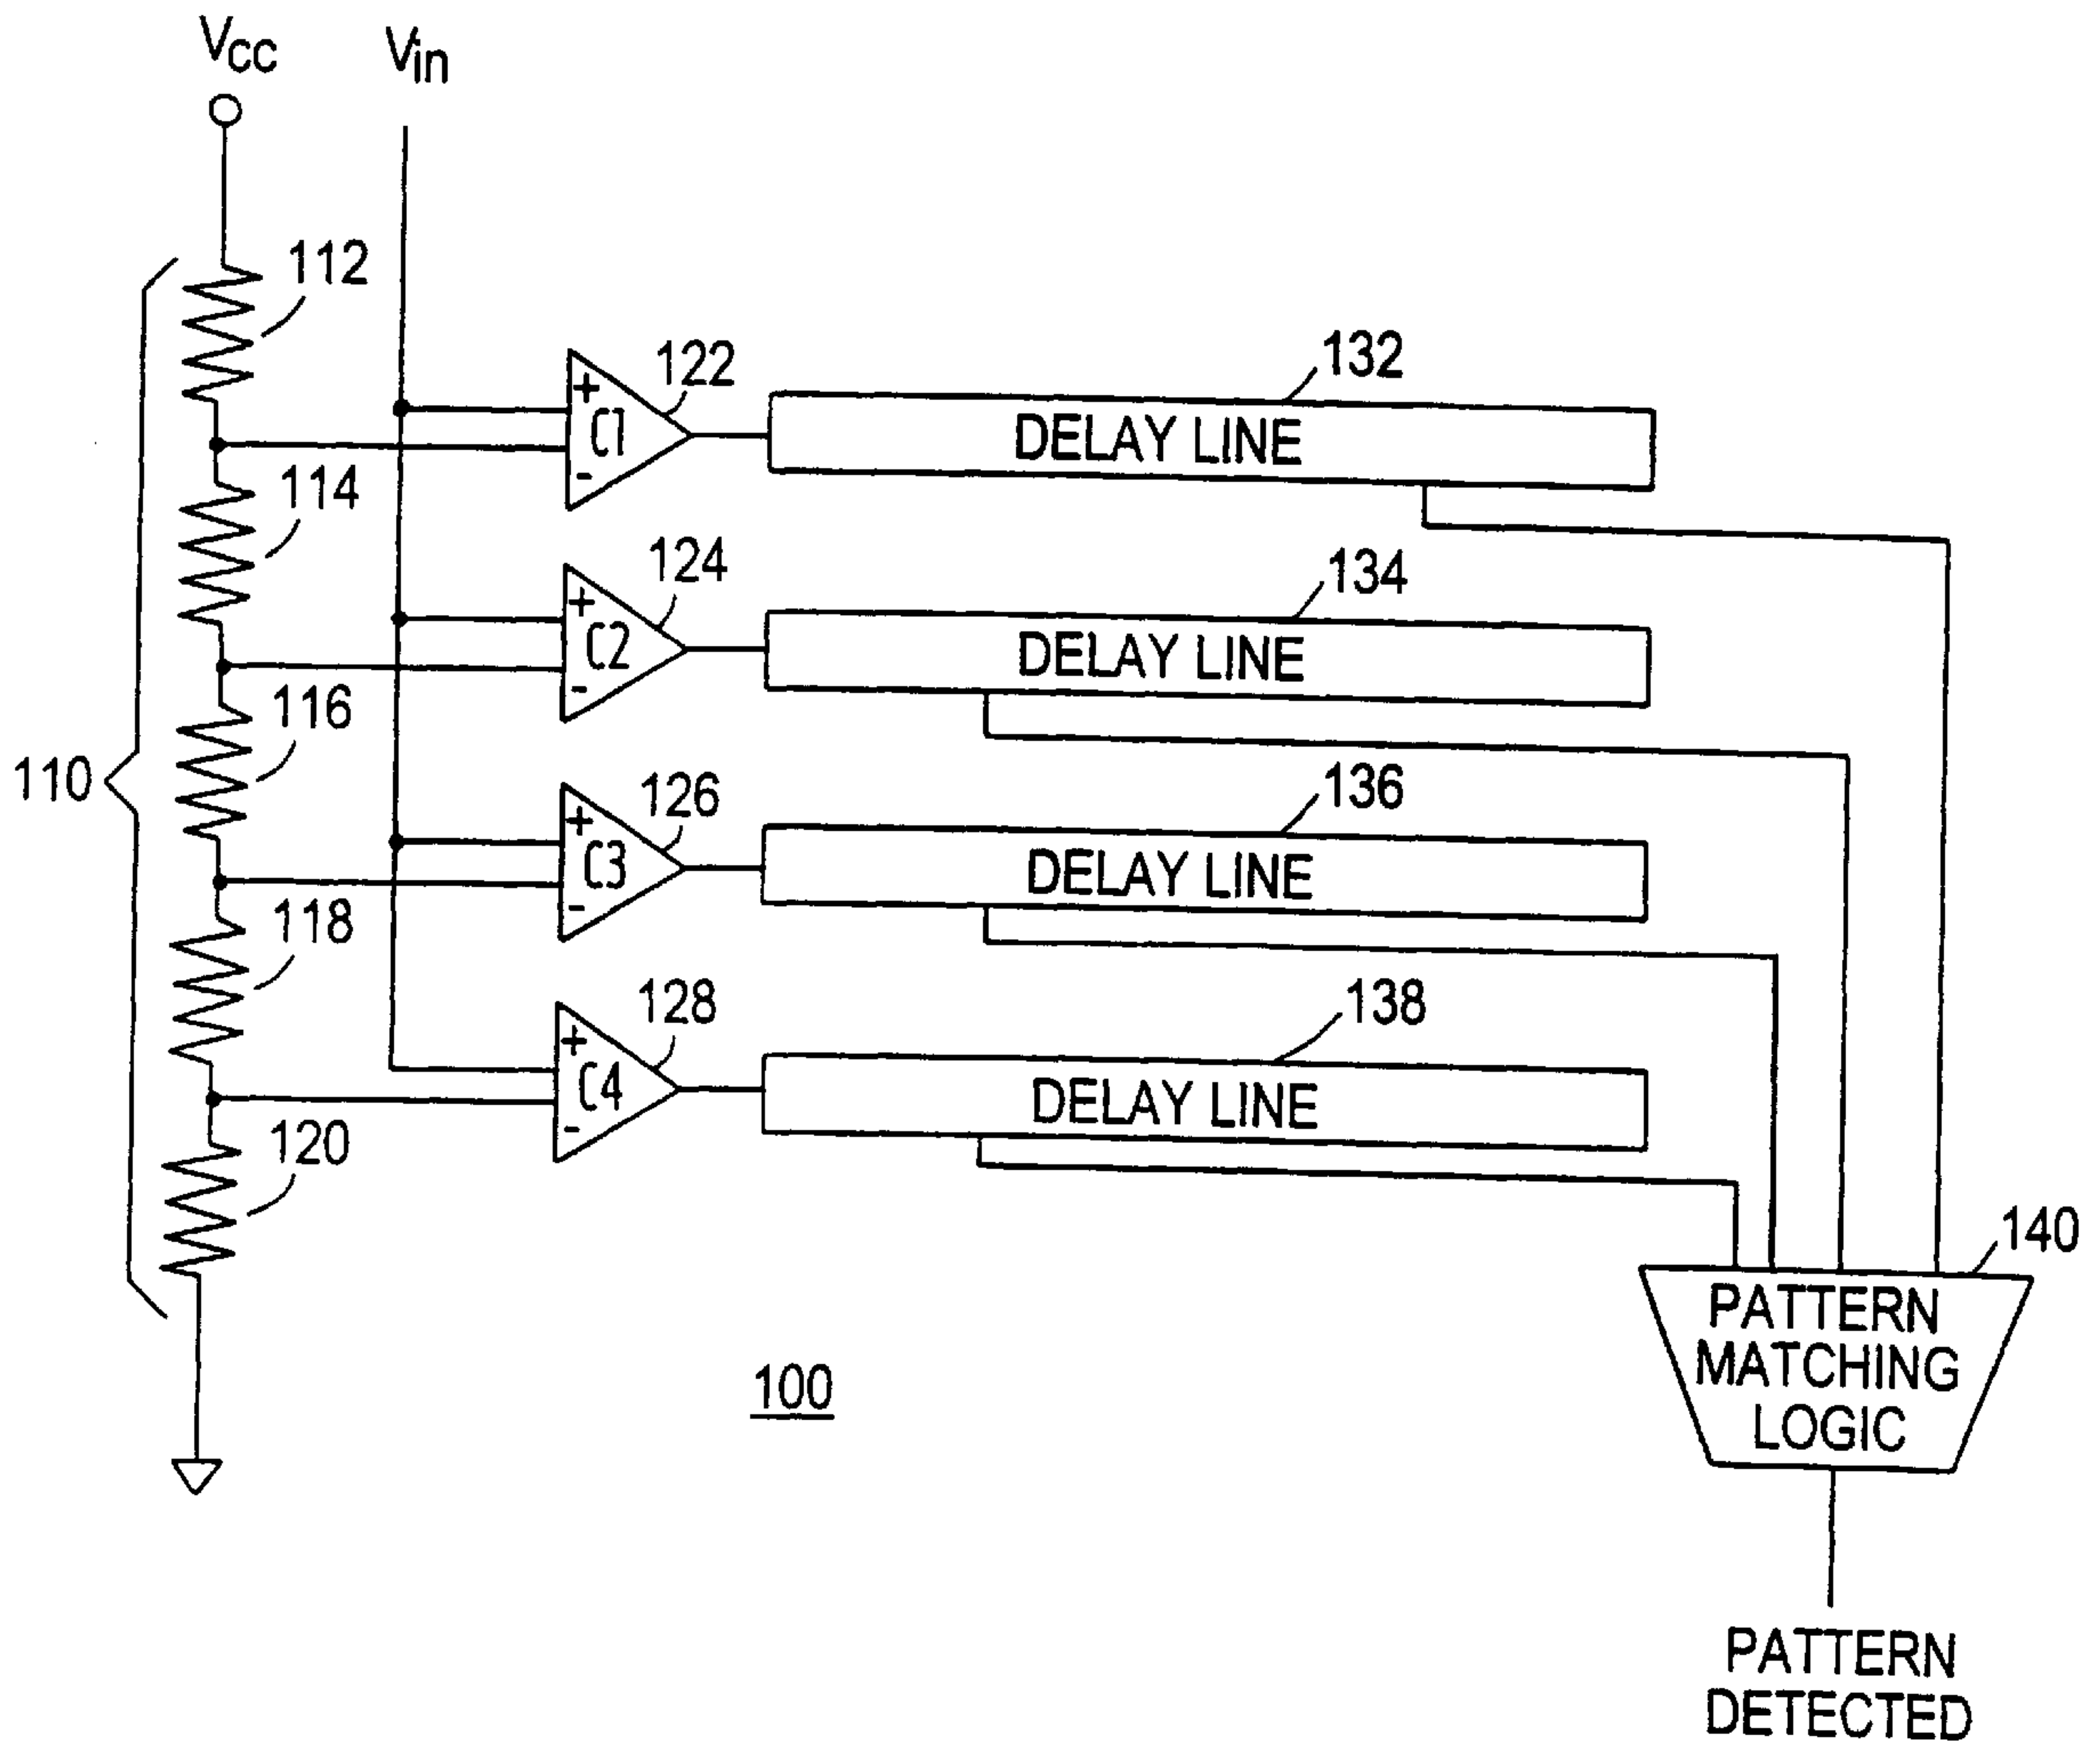 Vcc
Vin
112
122
132
+
C1
-
DELAY LINE
114
124
134
+
C2
-
DELAY LINE
116
110
126
136
+
C3
-
DELAY LINE
118
128
138
+
C4
-
DELAY LINE
120
140
PATTERN
MATCHING
LOGIC
100
PATTERN
DETECTED